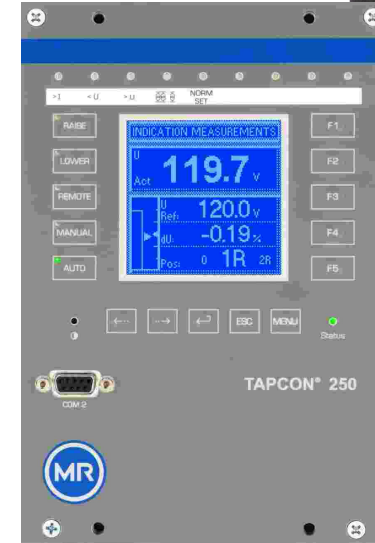 >I <U >U NORM
SET
RAISE
LOWER
REMOTE
MANUAL
AUTO
INDICATION MEASUREMENTS
U
Act 119.7 V
U
Ref: 120.0 V
dU: -0.19 %
Pos: 0 1R 2R
F1
F2
F3
F4
F5
ESC MENU
Status
COM 2
TAPCON® 250
MR